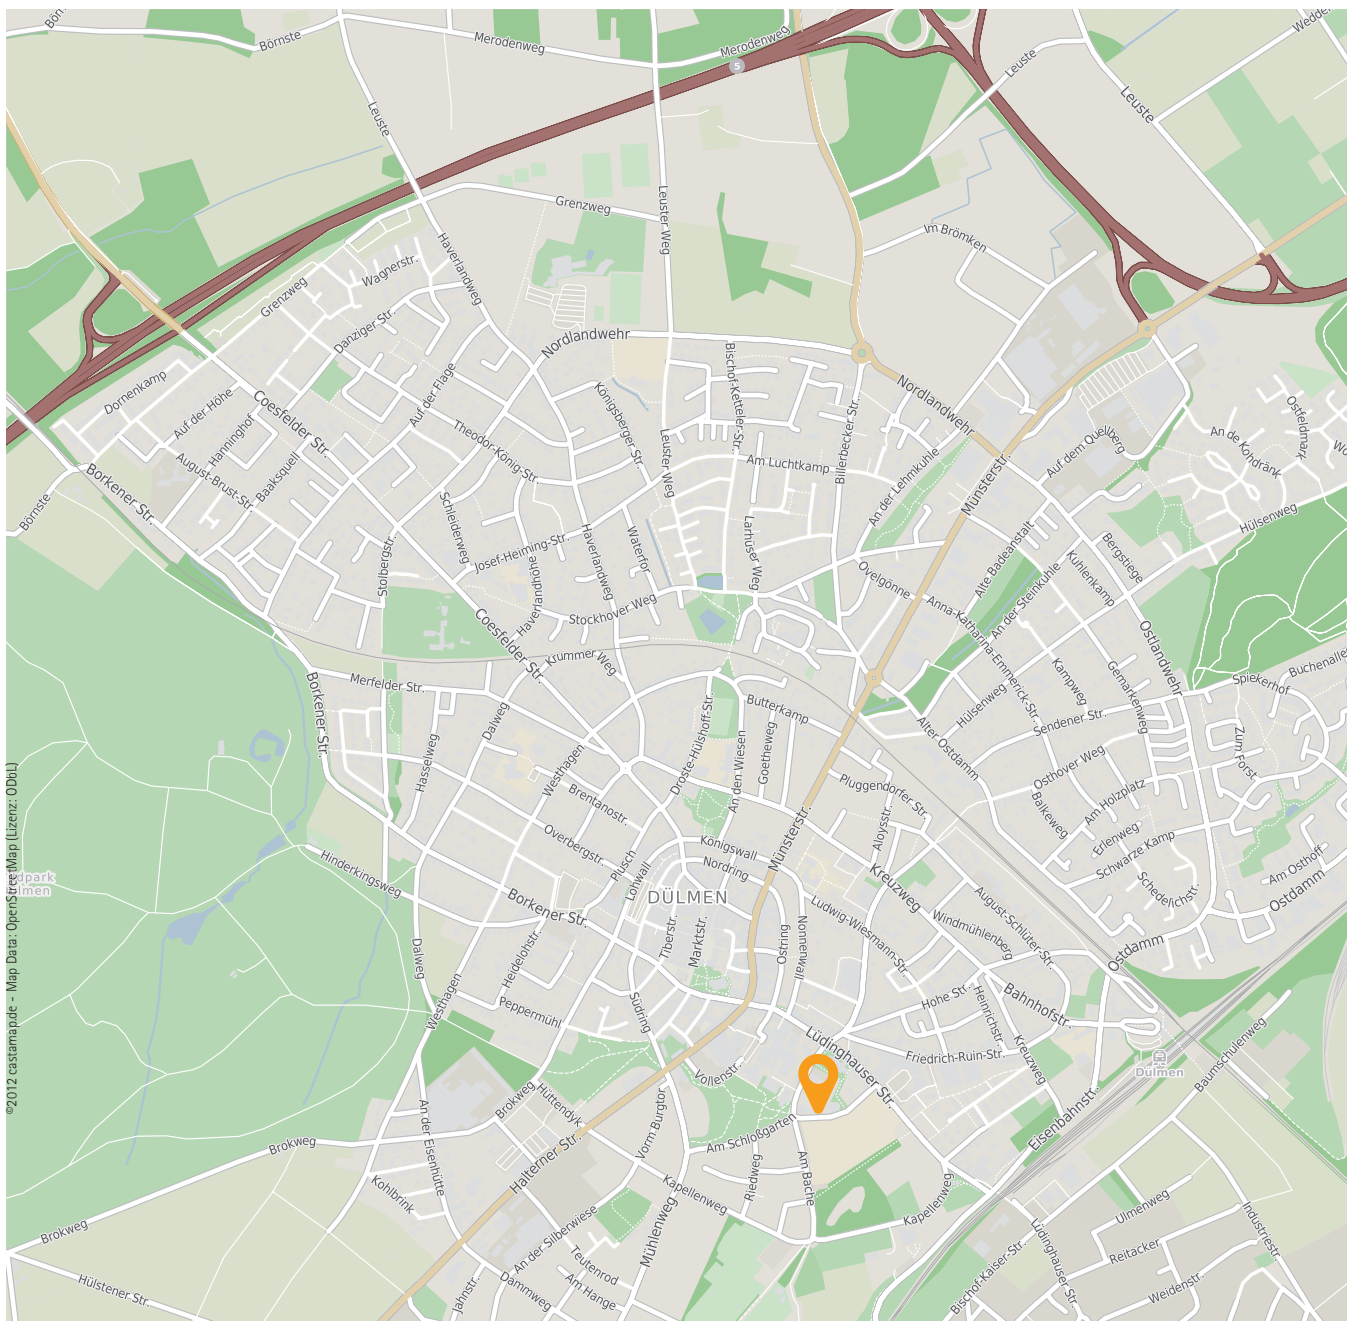 Börnste
Merodenweg
Merodenweg
5
Leuste
Leuste
Leuste
Grenzweg
Leuster Weg
Im Brömken
Haverlandweg
Wagnerstr.
Grenzweg
Danziger Str.
Nordlandwehr
Bischof-Ketteler-Str.
Nordlandwehr
Dornenkamp
Auf der Höhe
Hanninghof
Coesfelder Str.
Auf der Flage
Königsberger Str.
Billerbecker Str.
Ostfeldmark
August-Brust-Str.
Baaksquell
Theodor-König-Str.
Leuster Weg
Am Luchtkamp
An der Lehmkuhle
Münsterstr.
Auf dem Quellberg
An de Kondränk
Borkener Str.
Börnste
Schleiderweg
Stolbergstr.
Josef-Heiming-Str.
Haverlandhöhe
Haverlandweg
Waterfor
Larhuser Weg
Hülsenweg
Alte Badeanstalt
Bergstiege
Kuhlenkamp
An der Steinkuhle
Stockhover Weg
Ovelgönne
Anna-Katharina-Emmerick-Str.
Ostlandwehr
Coesfelder Str.
Krummer Weg
Merfelder Str.
Borkener Str.
Dalweg
Hasselweg
Westhagen
Droste-Hülshoff-Str.
Butterkamp
An den Wiesen
Goetheweg
Kampweg
Gemarkenweg
Hülsenweg
Sendener Str.
Alter Ostdamm
Spiekerhof
Buchenallee
Zum Forst
Osthover Weg
Am Holzplatz
Balkeweg
Erlenweg
Schwarze Kamp
Schedelichstr.
Am Osthoff
Ostdamm
Ostdamm
Pluggendorfer Str.
Aloysstr.
Brentanostr.
Overbergstr.
Plusch
Lohwall
Königswall
Nordring
Münsterstr.
Kreuzweg
Hinderkingsweg
Borkener Str.
DÜLMEN
Tiberstr.
Marktstr.
Ostring
Nonnenwall
Ludwig-Wiesmann-Str.
Windmühlenberg
August-Schlüter-Str.
Dalweg
Westhagen
Heidelohstr.
Peppermühl
Südring
Hohe Str.
Heinrichstr.
Bahnhofstr.
Friedrich-Ruin-Str.
Kreuzweg
Lüdinghauser Str.
Vollenstr.
Dülmen
Baumschulenweg
Eisenbahnstr.
Brokweg
Brokweg
Brokweg
Hüttendyk
An der Eisenhütte
Halterner Str.
Vorm Burgtor
Am Schloßgarten
Am Bache
Riedweg
Kapellenweg
Kapellenweg
Kohlbrink
Mühlenweg
An der Silberwiese
Teutenrod
Am Hange
Dammweg
Jahnstr.
Hülstener Str.
Bischof-Kaiser-Str.
Lüdinghauser Str.
Ulmenweg
Reitacker
Weidenstr.
Industriestr.
©2012 castamap.de - Map Data: OpenStreetMap (Lizenz: ODbL)